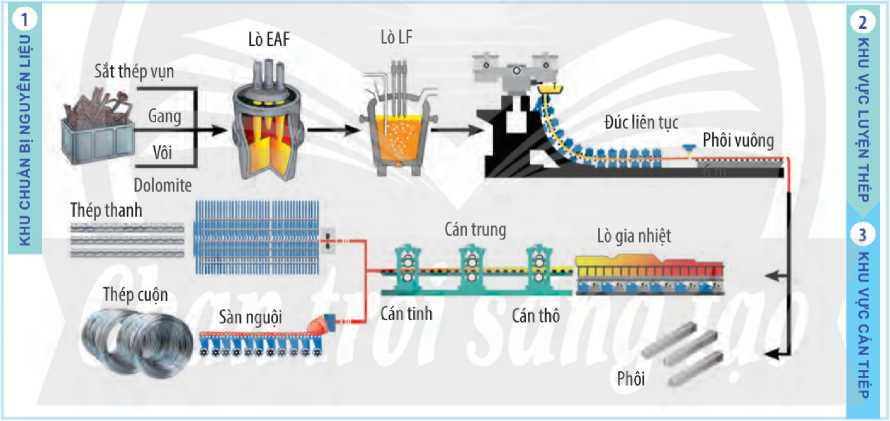 1
KHU CHUẨN BỊ NGUYÊN LIỆU
Sắt thép vụn
Gang
Vôi
Dolomite
Lò EAF
Lò LF
Đúc liên tục
Phôi vuông
2
KHU VỰC LUYỆN THÉP
3
KHU VỰC CÁN THÉP
Thép thanh
Cán trung
Lò gia nhiệt
Thép cuộn
Sàn nguội
Cán tinh
Cán thô
Phôi
Chân trời sáng tạo